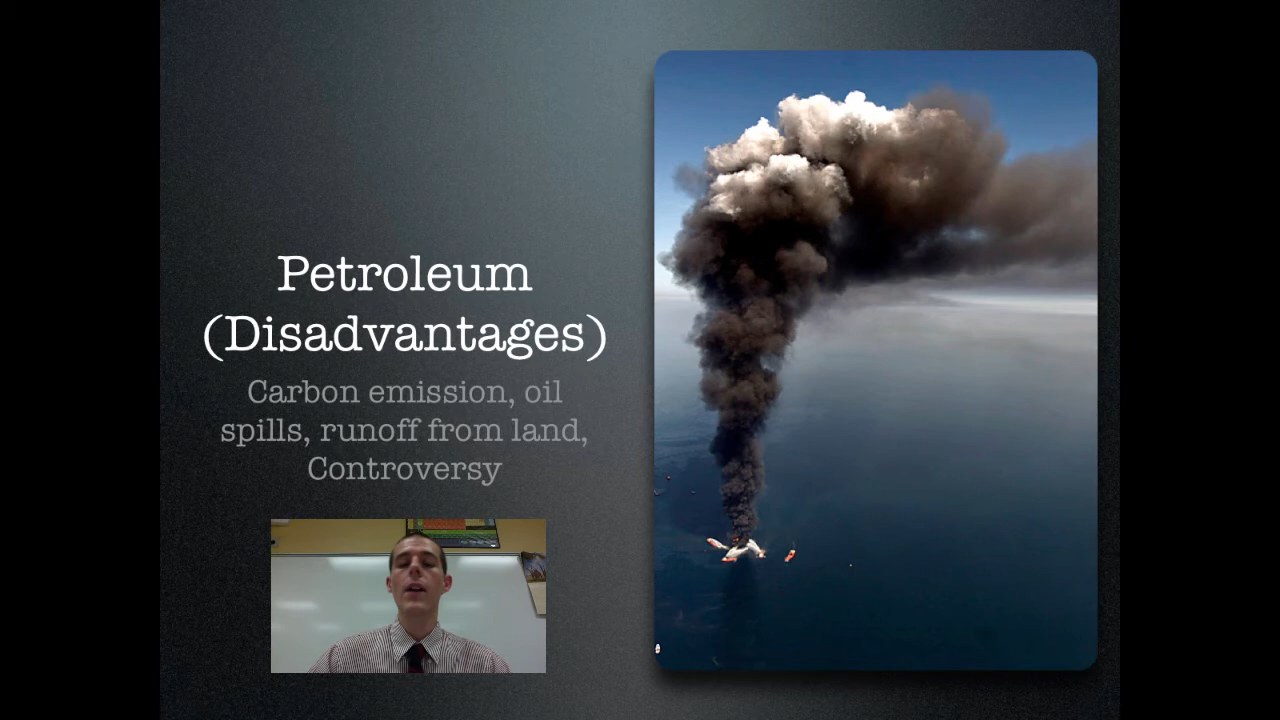 Petroleum
(Disadvantages)
Carbon emission, oil
spills, runoff from land,
Controversy